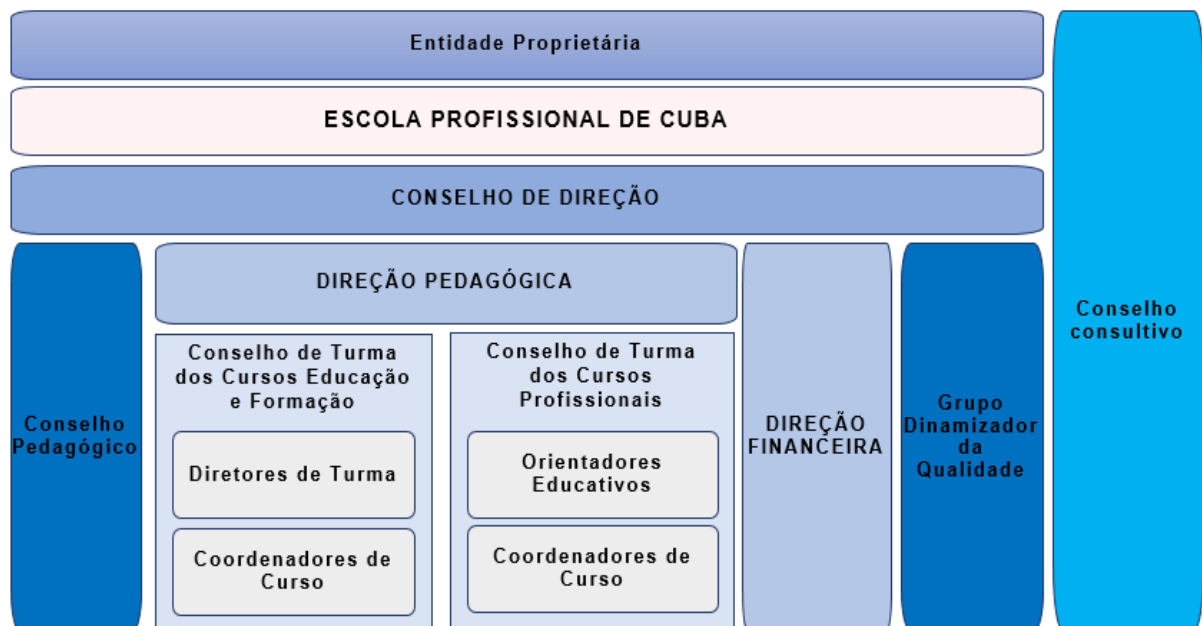 Entidade Proprietária
ESCOLA PROFISSIONAL DE CUBA
CONSELHO DE DIREÇÃO
Conselho
Pedagógico
DIREÇÃO PEDAGÓGICA
Conselho de Turma
dos Cursos Educação
e Formação
Diretores de Turma
Coordenadores de
Curso
Conselho de Turma
dos Cursos
Profissionais
Orientadores
Educativos
Coordenadores de
Curso
DIREÇÃO
FINANCEIRA
Grupo
Dinamizador
da
Qualidade
Conselho
consultivo